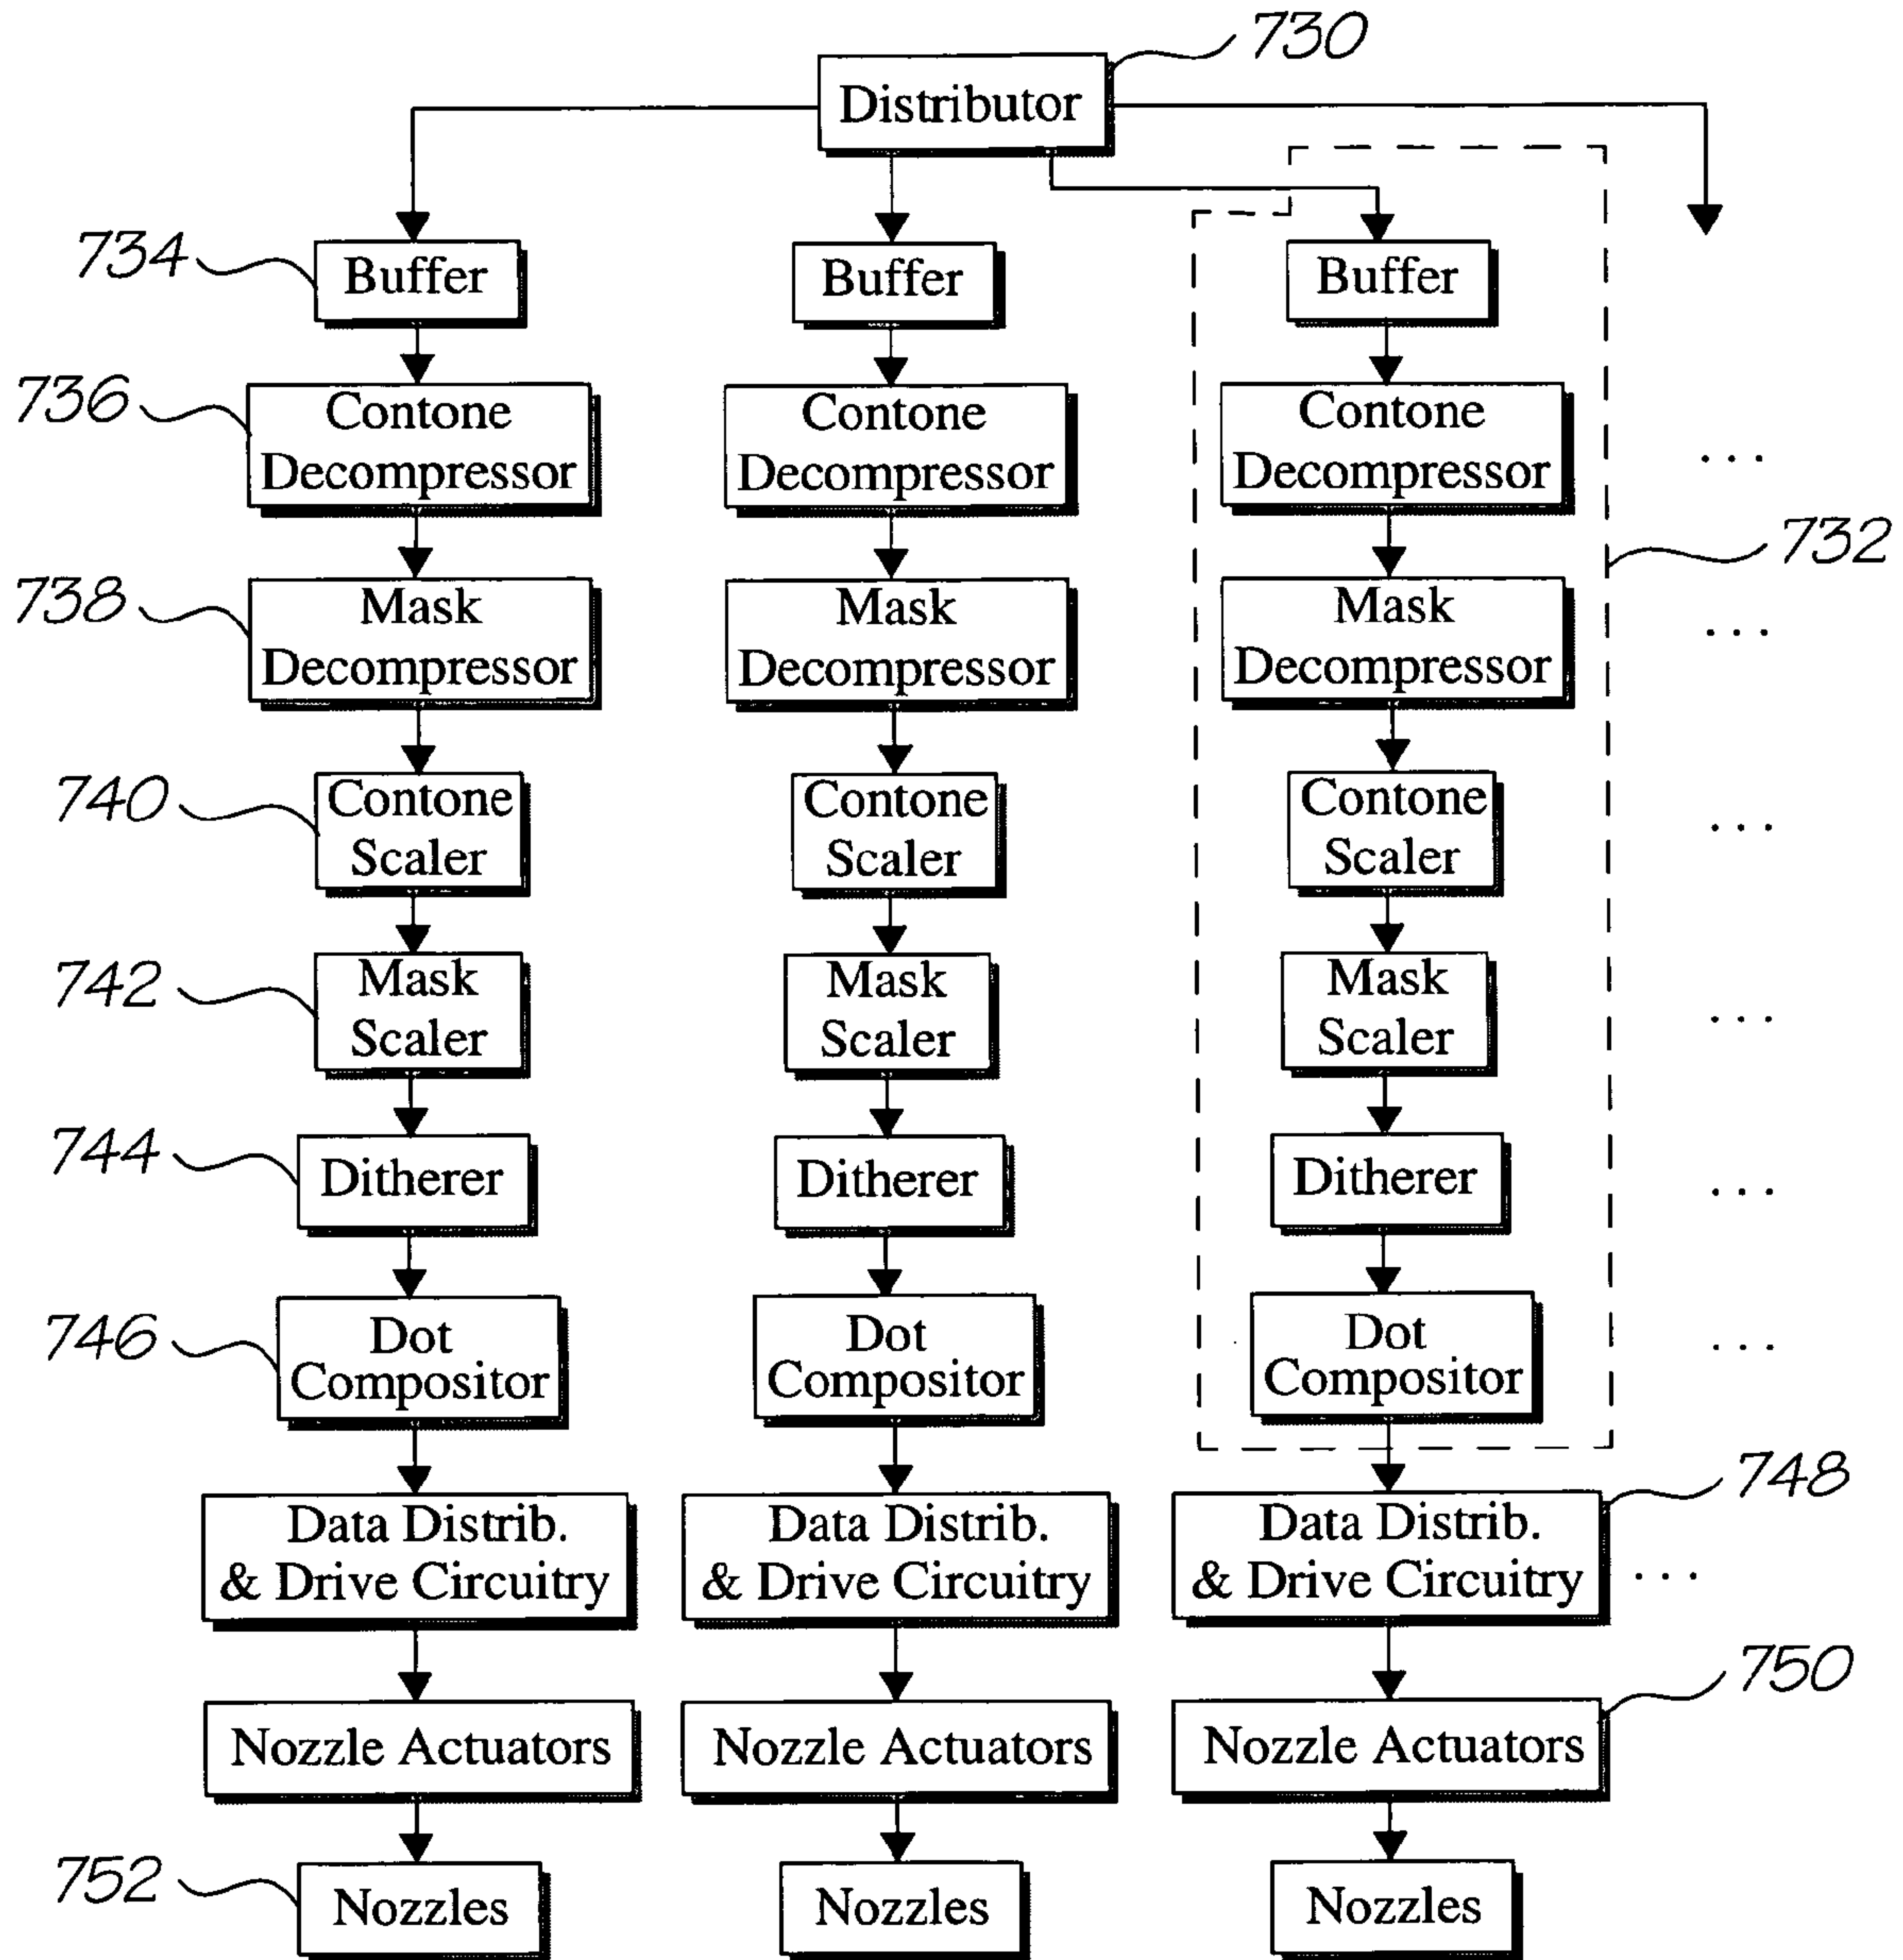 730
Distributor
734
Buffer
Buffer
Buffer
736
Contone
Decompressor
Contone
Decompressor
Contone
Decompressor
...
732
738
Mask
Decompressor
Mask
Decompressor
Mask
Decompressor
...
740
Contone
Scaler
Contone
Scaler
Contone
Scaler
...
742
Mask
Scaler
Mask
Scaler
Mask
Scaler
...
744
Ditherer
Ditherer
Ditherer
...
746
Dot
Compositor
Dot
Compositor
Dot
Compositor
...
748
Data Distrib.
& Drive Circuitry
Data Distrib.
& Drive Circuitry
Data Distrib.
& Drive Circuitry
...
750
Nozzle Actuators
Nozzle Actuators
Nozzle Actuators
752
Nozzles
Nozzles
Nozzles